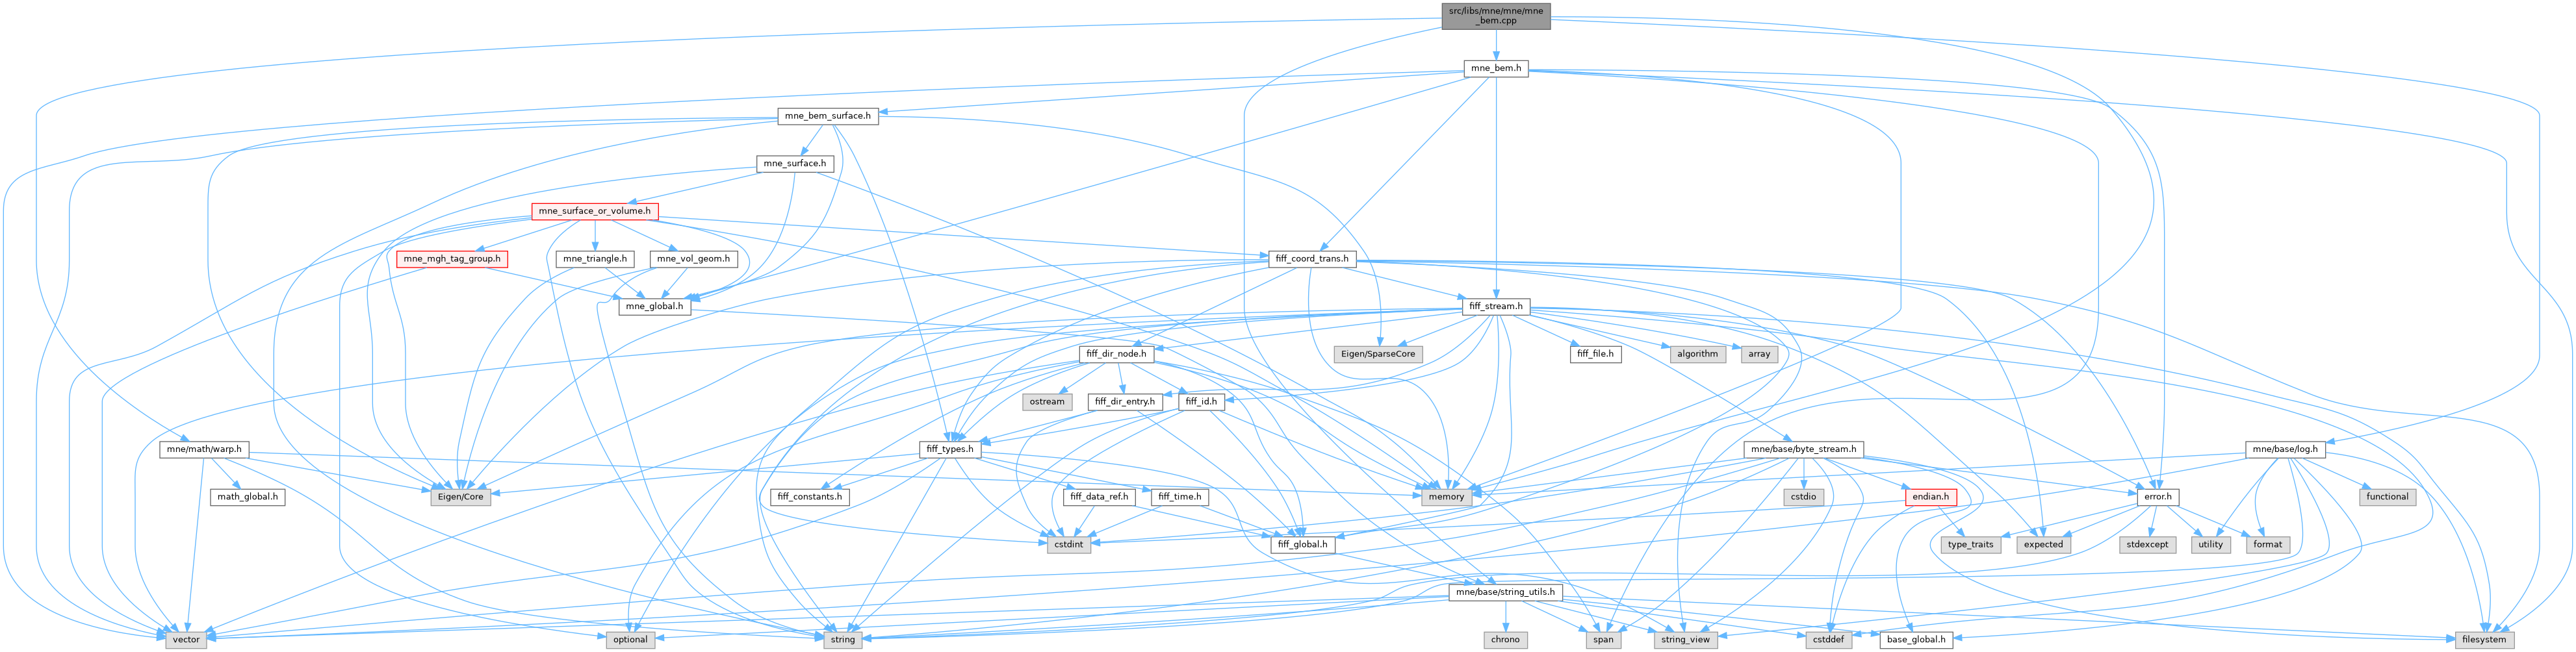 src/libs/mne/mne/mne
_bem.cpp
mne_bem.h
mne_bem_surface.h
mne_surface.h
mne_surface_or_volume.h
mne_mgh_tag_group.h
mne_triangle.h
mne_vol_geom.h
fiff_coord_trans.h
mne_global.h
fiff_stream.h
fiff_dir_node.h
Eigen/SparseCore
fiff_file.h
algorithm
array
ostream
fiff_dir_entry.h
fiff_id.h
mne/math/warp.h
fiff_types.h
mne/base/byte_stream.h
mne/base/log.h
math_global.h
Eigen/Core
fiff_constants.h
fiff_data_ref.h
fiff_time.h
memory
cstdio
endian.h
error.h
functional
cstdint
fiff_global.h
type_traits
expected
stdexcept
utility
format
mne/base/string_utils.h
vector
optional
string
chrono
span
string_view
cstddef
base_global.h
filesystem